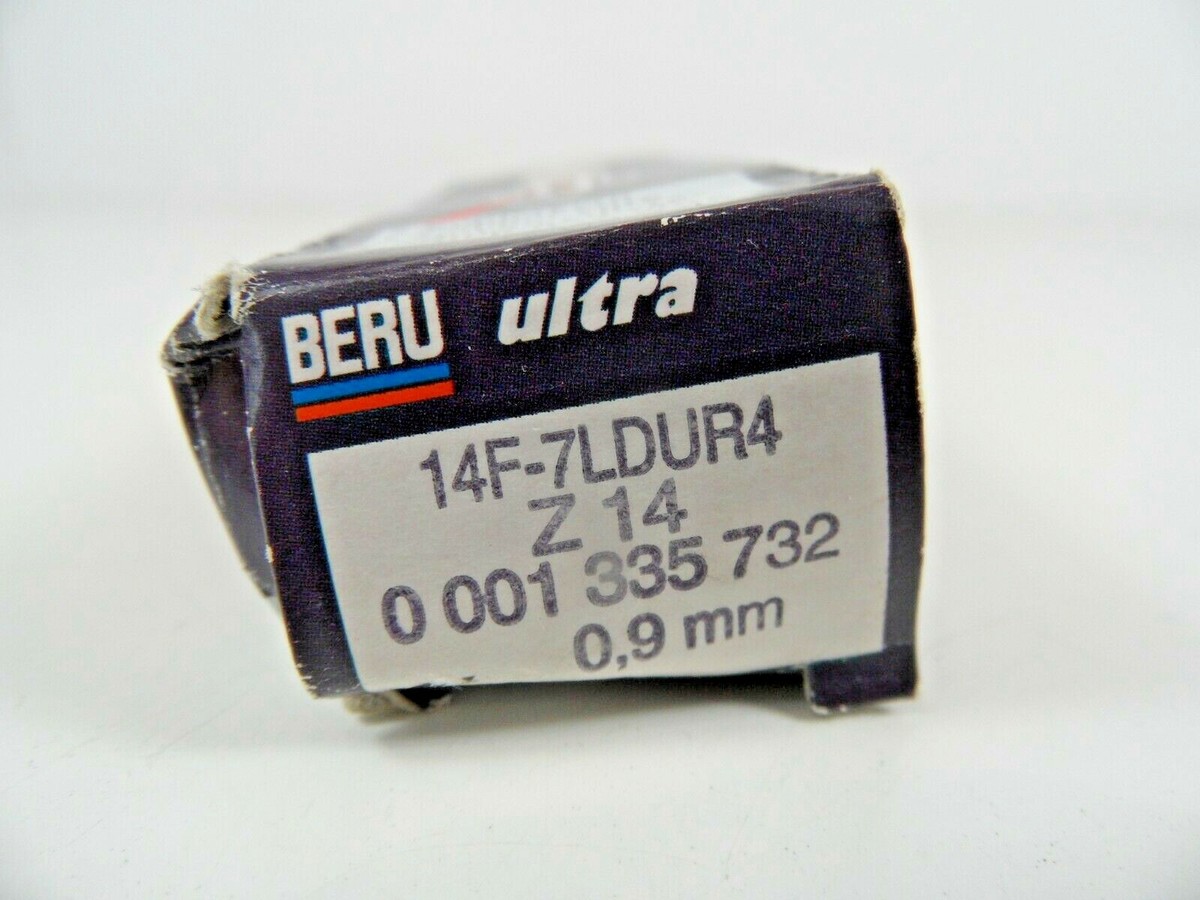 BERU ultra
14F-7LDUR4
Z 14
0 001 335 732
0,9 mm